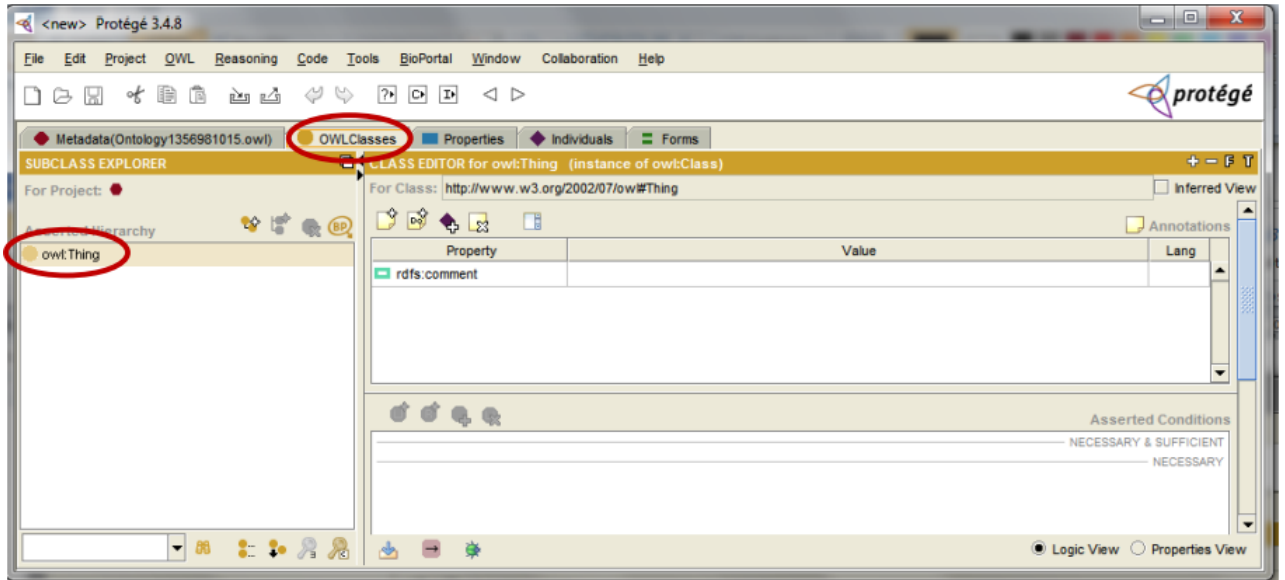 <new> Protégé 3.4.8
File Edit Project OWL Reasoning Code Tools BioPortal Window Collaboration Help
protégé
Metadata(Ontology1356981015.owl) OWLClasses Properties Individuals Forms
SUBCLASS EXPLORER
For Project:
Asserted Hierarchy
BP
owl:Thing
CLASS EDITOR for owl:Thing (instance of owl:Class)
+ − F T
For Class: http://www.w3.org/2002/07/owl#Thing
Inferred View
Annotations
Property Value Lang
rdfs:comment
Asserted Conditions
NECESSARY & SUFFICIENT
NECESSARY
Logic View Properties View